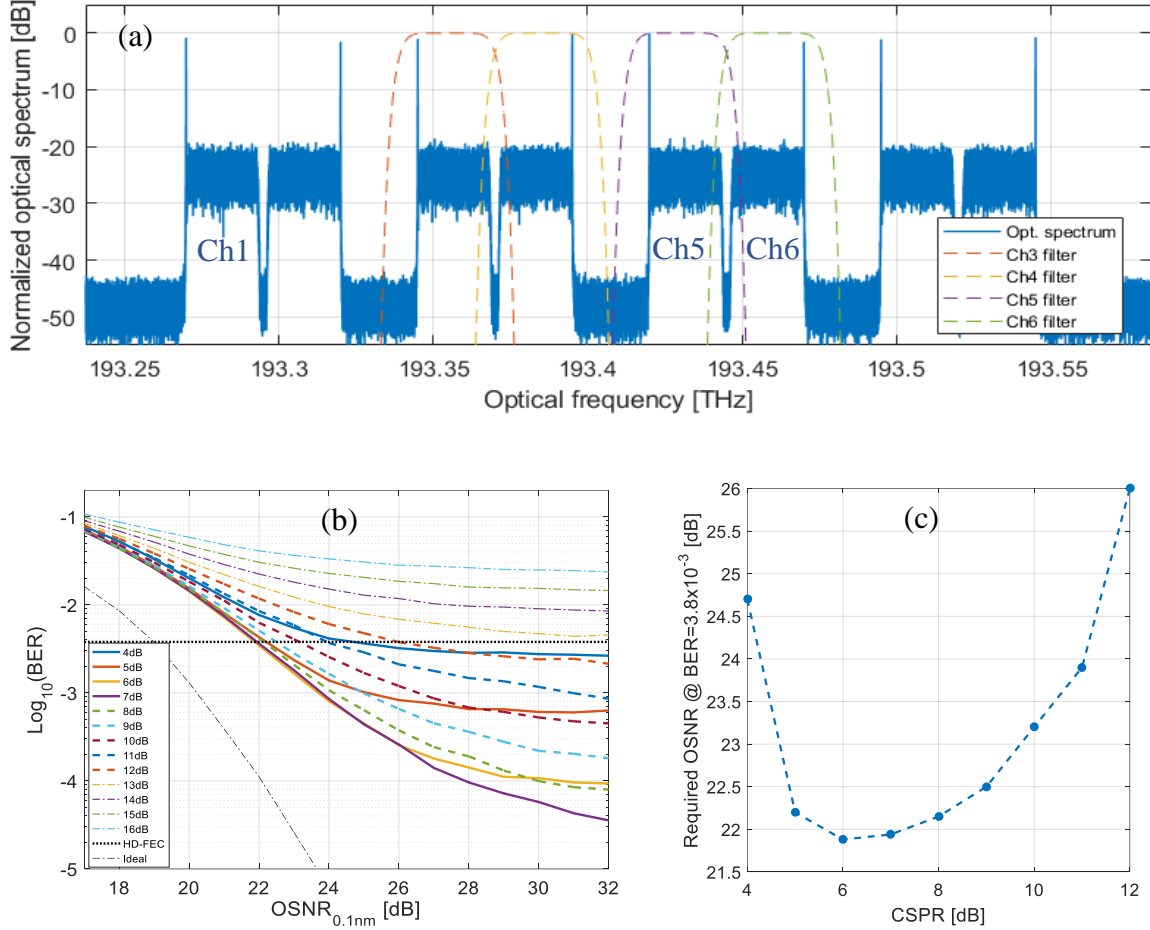 (a)
Normalized optical spectrum [dB]
0
-10
-20
-30
-40
-50
Ch1
Ch5
Ch6
Opt. spectrum
Ch3 filter
Ch4 filter
Ch5 filter
Ch6 filter
193.25 193.3 193.35 193.4 193.45 193.5 193.55
Optical frequency [THz]
(b)
Log10(BER)
-1
-2
-3
-4
-5
4dB
5dB
6dB
7dB
8dB
9dB
10dB
11dB
12dB
13dB
14dB
15dB
16dB
HD-FEC
Ideal
18 20 22 24 26 28 30 32
OSNR0.1nm [dB]
(c)
Required OSNR @ BER=3.8x10-3 [dB]
26
25.5
25
24.5
24
23.5
23
22.5
22
21.5
4 6 8 10 12
CSPR [dB]